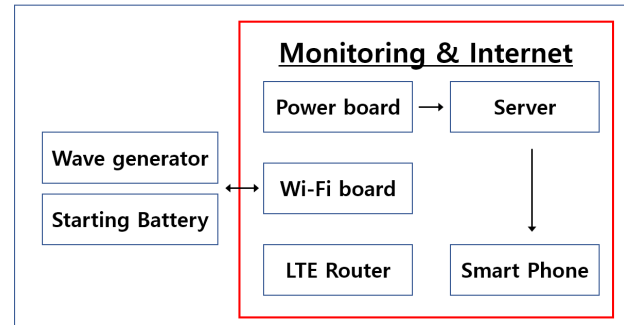 Monitoring & Internet
Power board
Server
Wave generator
Wi-Fi board
Starting Battery
LTE Router
Smart Phone